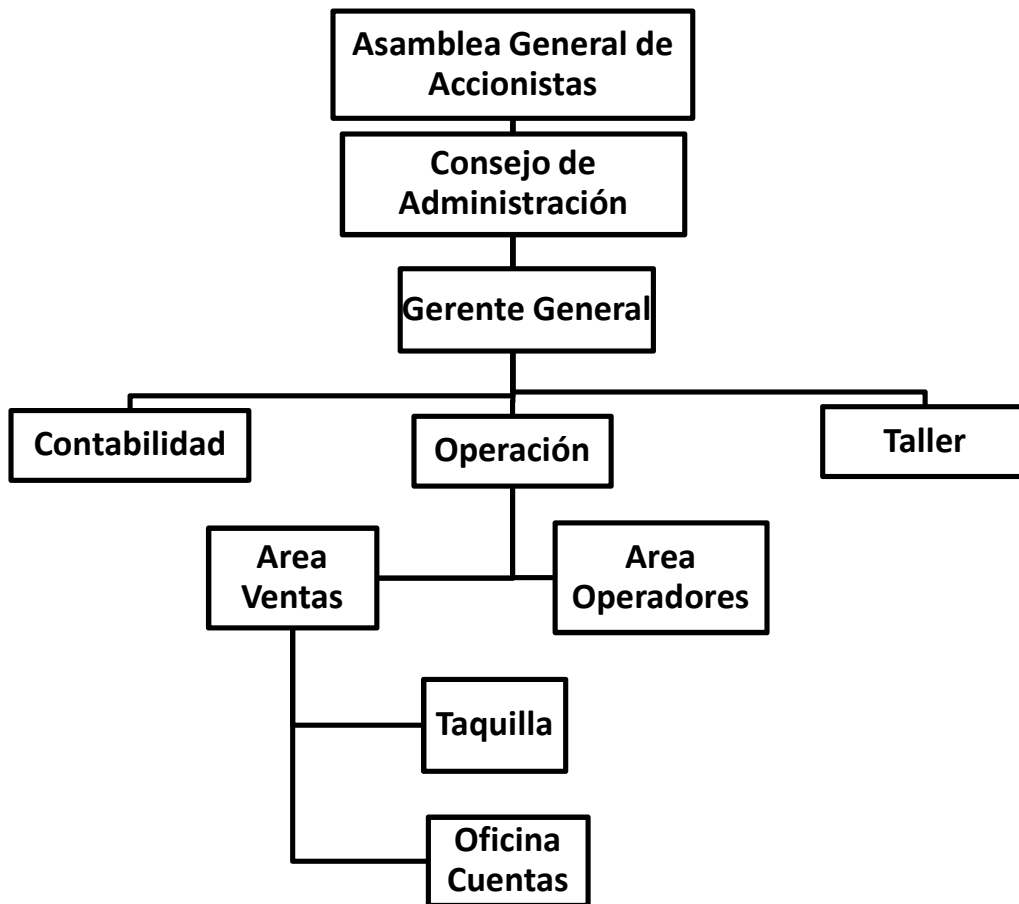 Asamblea General de
Accionistas
Consejo de
Administración
Gerente General
Contabilidad
Operación
Taller
Area
Ventas
Area
Operadores
Taquilla
Oficina
Cuentas